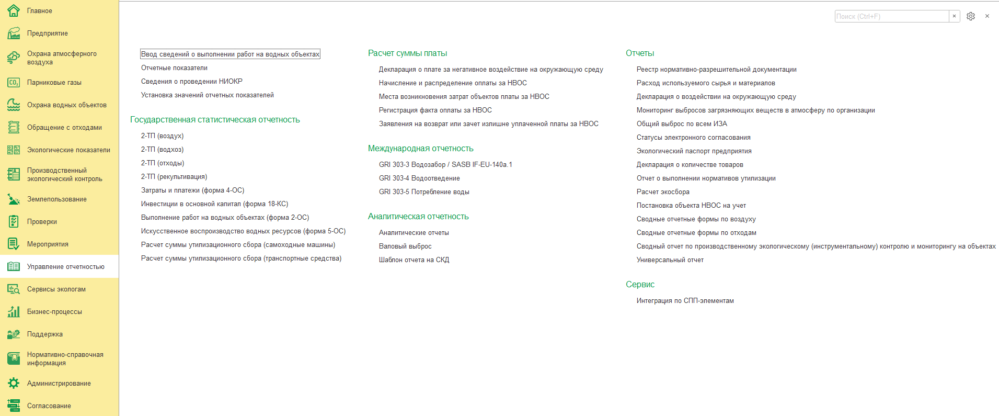 Главное
Предприятие
Охрана атмосферного
воздуха
Парниковые газы
Охрана водных объектов
Обращение с отходами
Экологические показатели
Производственный
экологический контроль
Землепользование
Проверки
Мероприятия
Управление отчетностью
Сервисы экологам
Бизнес-процессы
Поддержка
Нормативно-справочная
информация
Администрирование
Согласование
Поиск (Ctrl+F)
Ввод сведений о выполнении работ на водных объектах
Отчетные показатели
Сведения о проведении НИОКР
Установка значений отчетных показателей
Государственная статистическая отчетность
2-ТП (воздух)
2-ТП (водхоз)
2-ТП (отходы)
2-ТП (рекультивация)
Затраты и платежи (форма 4-ОС)
Инвестиции в основной капитал (форма 18-КС)
Выполнение работ на водных объектах (форма 2-ОС)
Искусственное воспроизводство водных ресурсов (форма 5-ОС)
Расчет суммы утилизационного сбора (самоходные машины)
Расчет суммы утилизационного сбора (транспортные средства)
Расчет суммы платы
Декларация о плате за негативное воздействие на окружающую среду
Начисление и распределение оплаты за НВОС
Места возникновения затрат объектов платы за НВОС
Регистрация факта оплаты за НВОС
Заявления на возврат или зачет излишне уплаченной платы за НВОС
Международная отчетность
GRI 303-3 Водозабор / SASB IF-EU-140a.1
GRI 303-4 Водоотведение
GRI 303-5 Потребление воды
Аналитическая отчетность
Аналитические отчеты
Валовый выброс
Шаблон отчета на СКД
Отчеты
Реестр нормативно-разрешительной документации
Расход используемого сырья и материалов
Декларация о воздействии на окружающую среду
Мониторинг выбросов загрязняющих веществ в атмосферу по организации
Общий выброс по всем ИЗА
Статусы электронного согласования
Экологический паспорт предприятия
Декларация о количестве товаров
Отчет о выполнении нормативов утилизации
Расчет экосбора
Постановка объекта НВОС на учет
Сводные отчетные формы по воздуху
Сводные отчетные формы по отходам
Сводный отчет по производственному экологическому (инструментальному) контролю и мониторингу на объектах
Универсальный отчет
Сервис
Интеграция по СПП-элементам